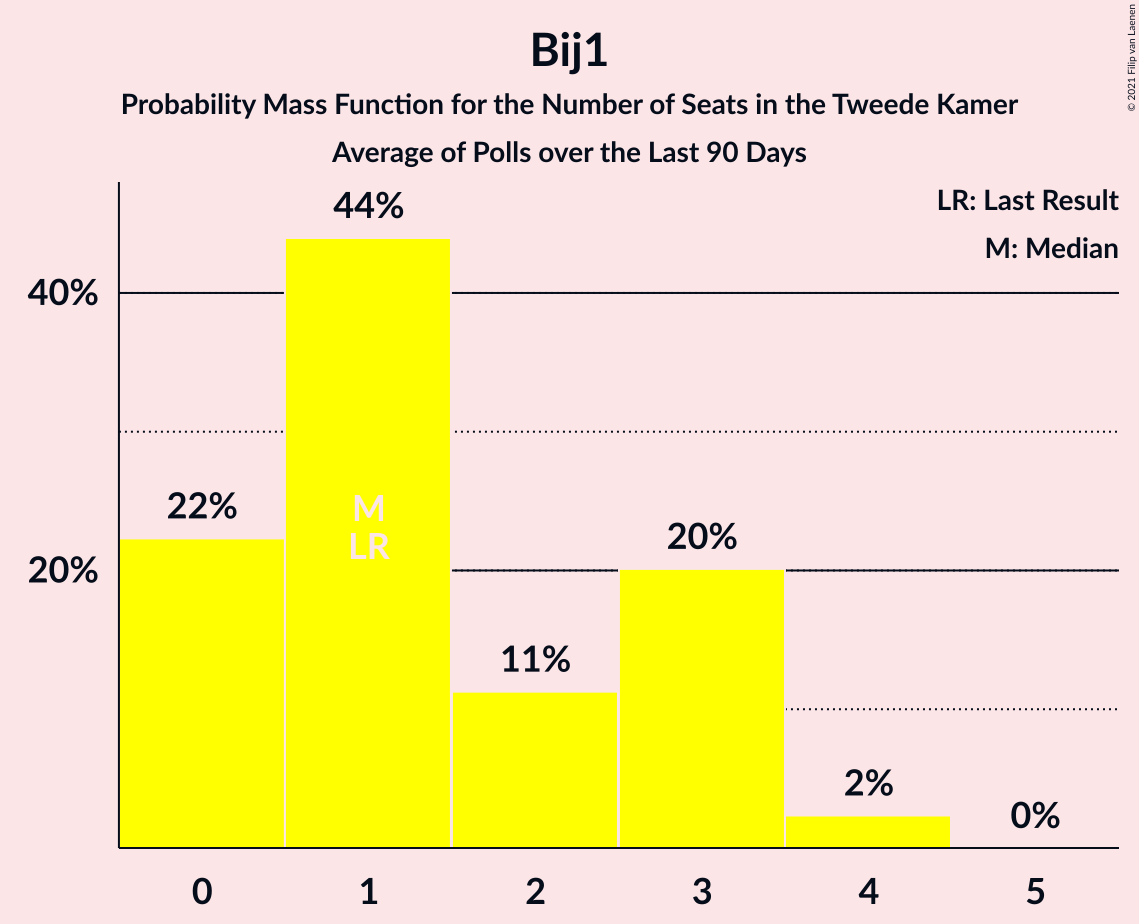 Bij1
Probability Mass Function for the Number of Seats in the Tweede Kamer
Average of Polls over the Last 90 Days
© 2021 Filip van Laenen
LR: Last Result
M: Median
40%
20%
22%
44%
M
LR
11%
20%
2%
0%
0
1
2
3
4
5